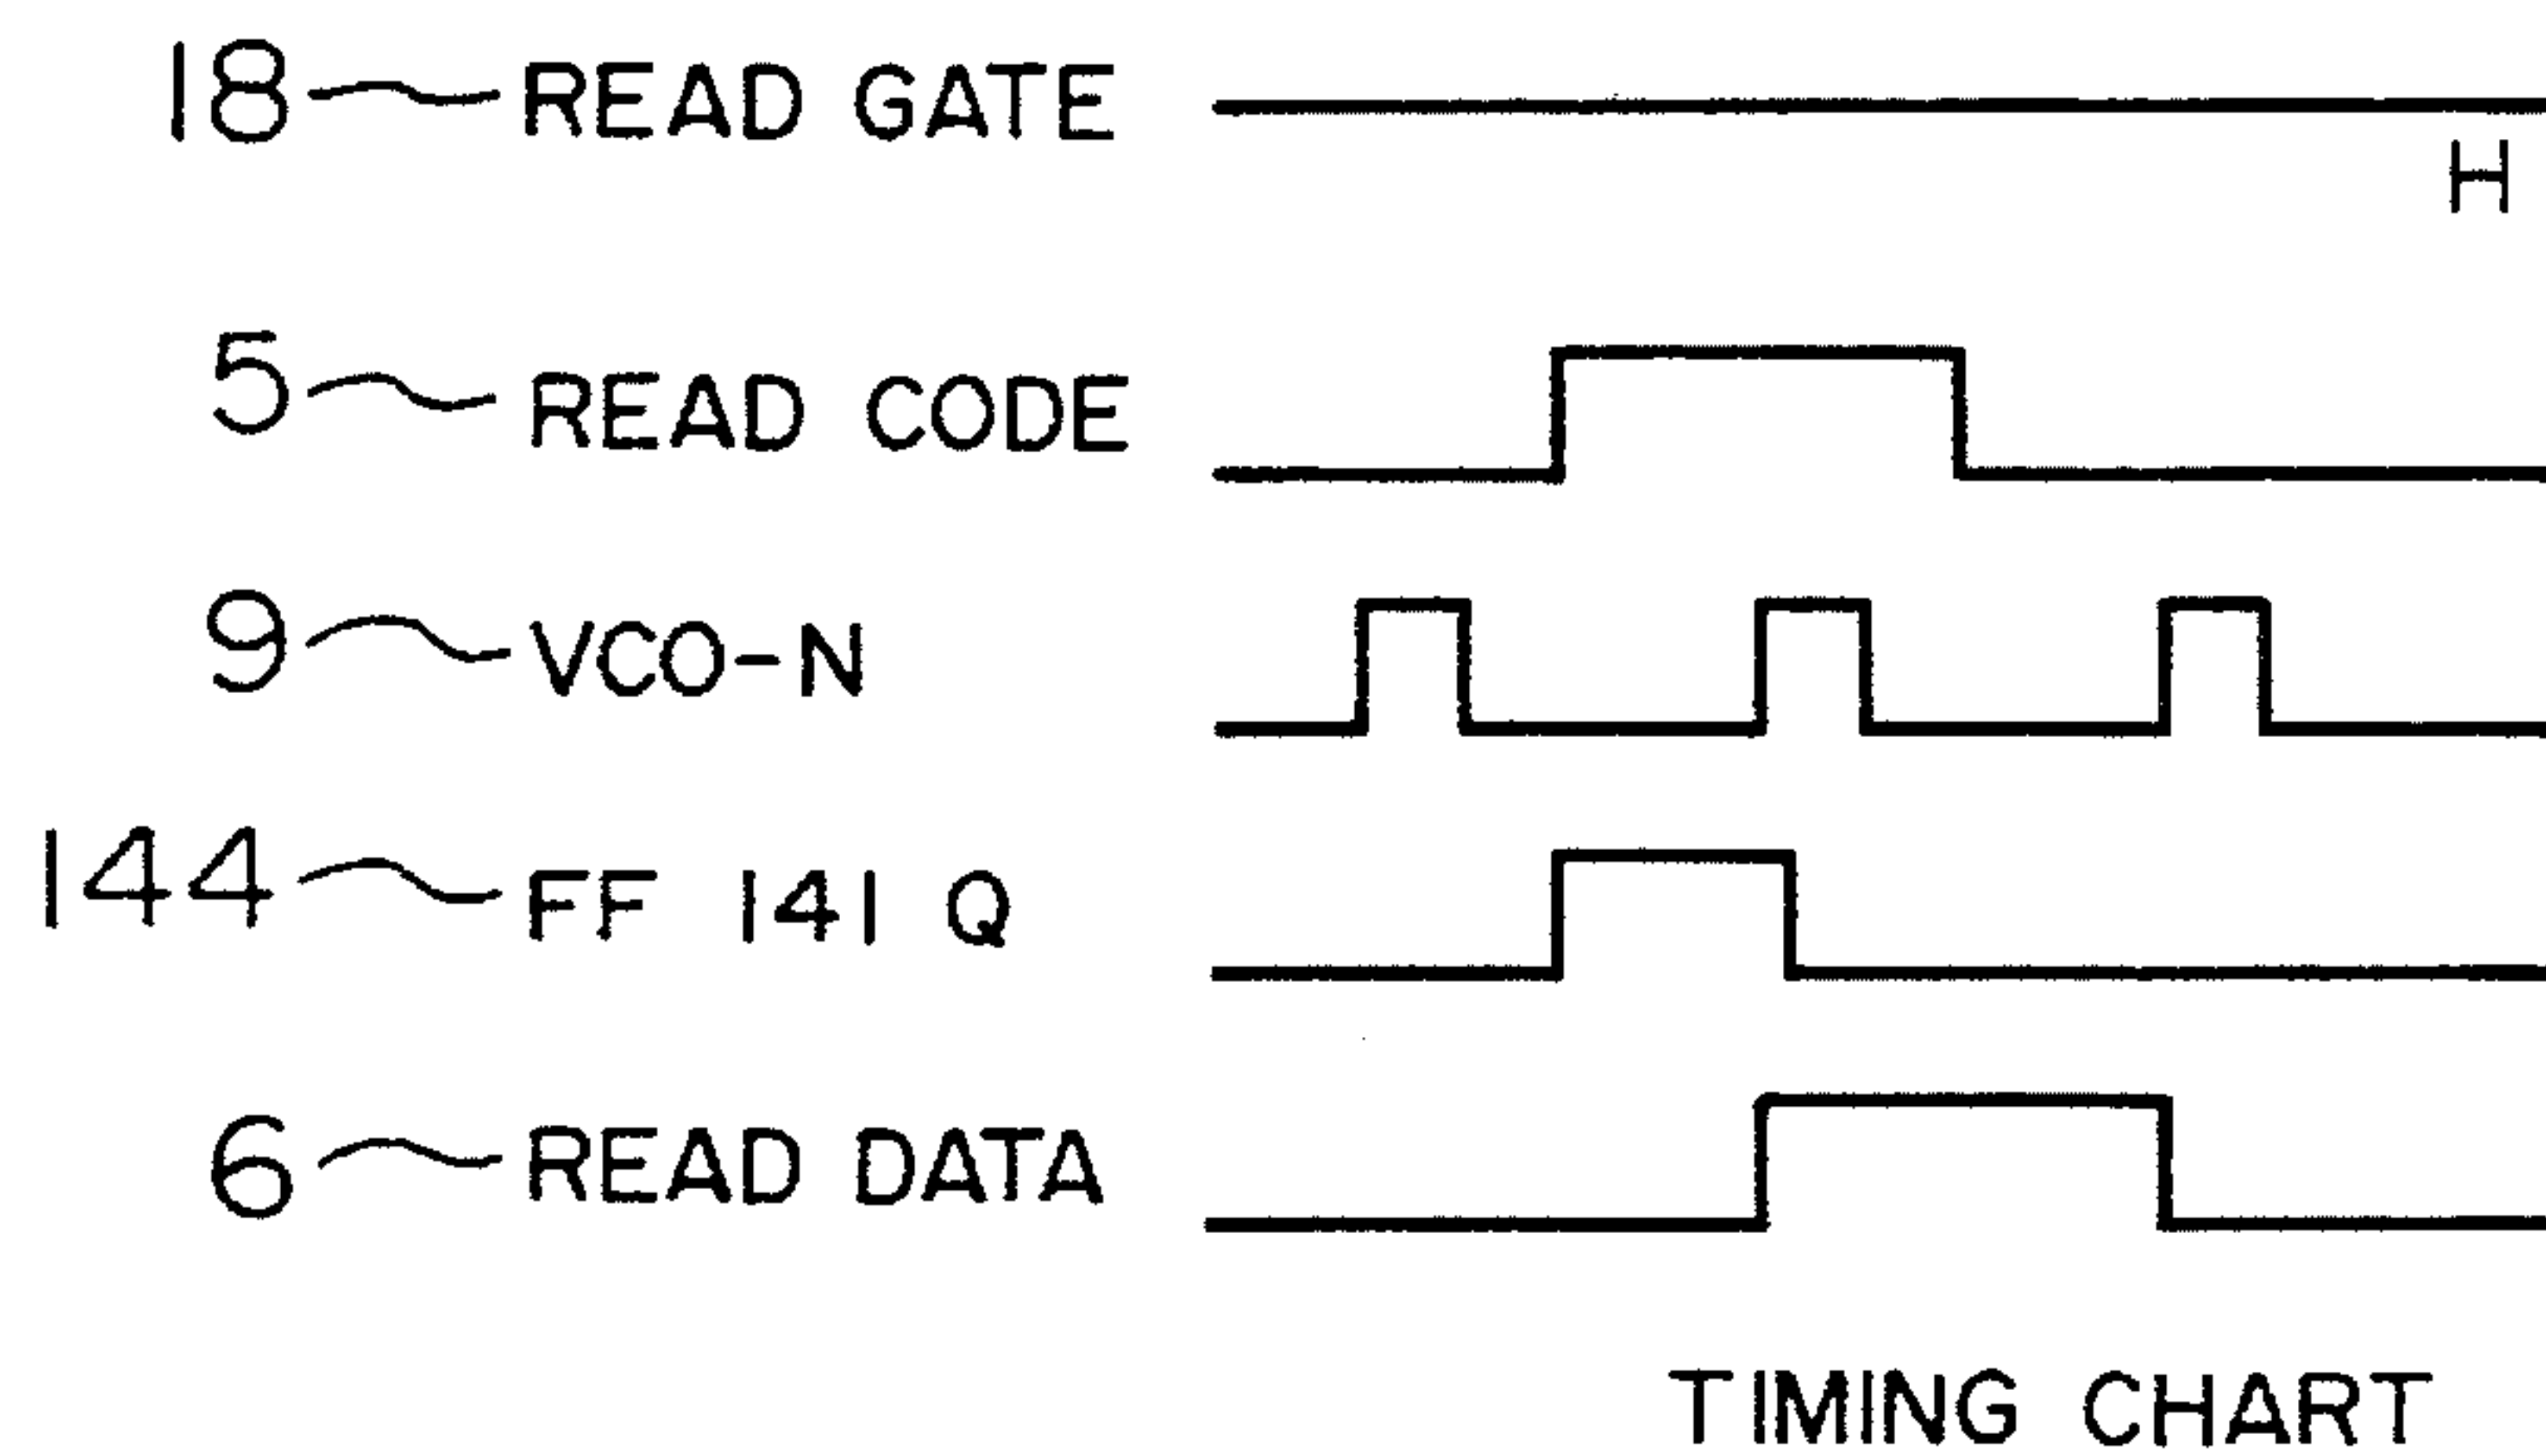 18 READ GATE
H
5 READ CODE
9 VCO-N
144 FF 141 Q
6 READ DATA
TIMING CHART